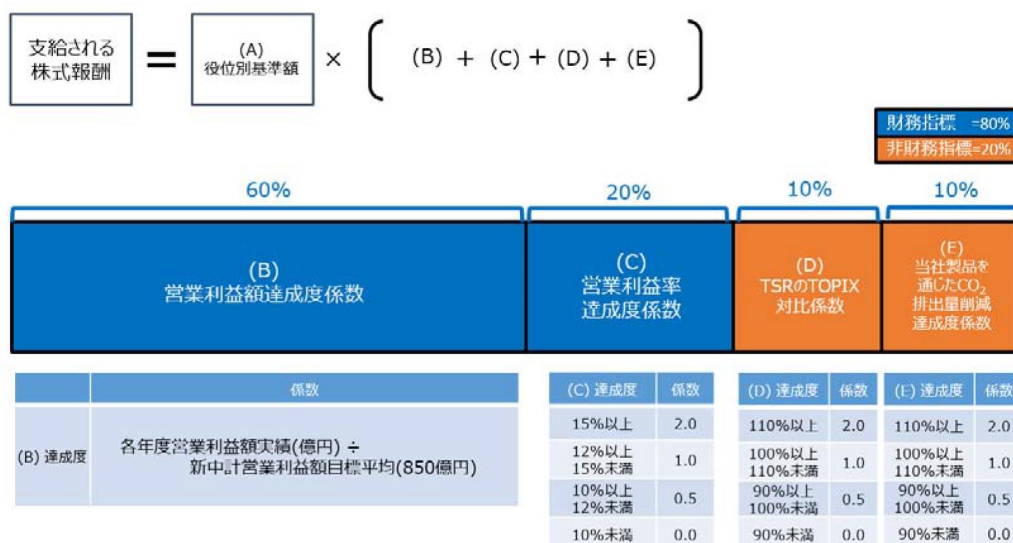 支給される
株式報酬
=
(A)
役位別基準額
×
( (B) + (C) + (D) + (E) )
財務指標 =80%
非財務指標=20%
60%
20%
10%
10%
(B)
営業利益額達成度係数
(C)
営業利益率
達成度係数
(D)
TSRのTOPIX
対比係数
(E)
当社製品を
通じたCO₂
排出量削減
達成度係数
係数
(B) 達成度
各年度営業利益額実績(億円) ÷
新中計営業利益額目標平均(850億円)
(C) 達成度 係数
15%以上 2.0
12%以上
15%未満 1.0
10%以上
12%未満 0.5
10%未満 0.0
(D) 達成度 係数
110%以上 2.0
100%以上
110%未満 1.0
90%以上
100%未満 0.5
90%未満 0.0
(E) 達成度 係数
110%以上 2.0
100%以上
110%未満 1.0
90%以上
100%未満 0.5
90%未満 0.0